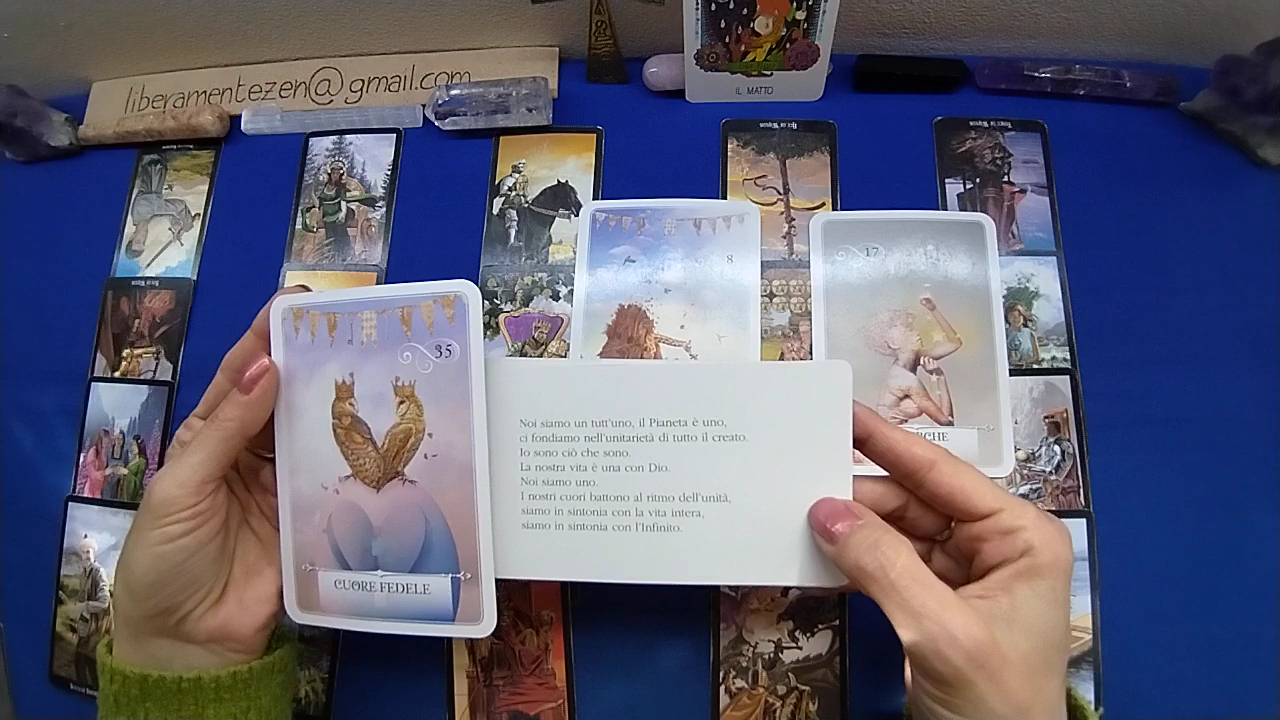 liberamentezen@gmail.com
IL MATTO
8
17
35
CUORE FEDELE
Noi siamo un tutt'uno, il Pianeta è uno,
ci fondiamo nell'unitarietà di tutto il creato.
Io sono ciò che sono.
La nostra vita è una con Dio.
Noi siamo uno.
I nostri cuori battono al ritmo dell'unità,
siamo in sintonia con la vita intera,
siamo in sintonia con l'Infinito.